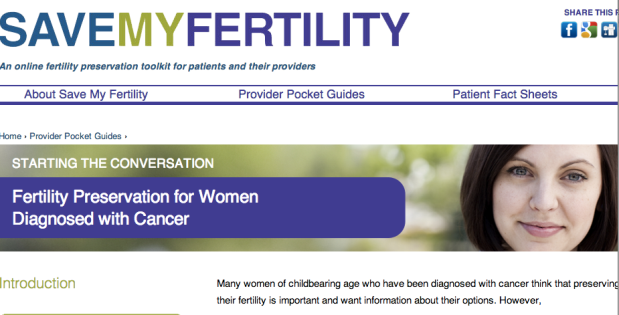 SHARE THIS
SAVEMYFERTILITY
An online fertility preservation toolkit for patients and their providers
About Save My Fertility
Provider Pocket Guides
Patient Fact Sheets
Home › Provider Pocket Guides ›
STARTING THE CONVERSATION
Fertility Preservation for Women
Diagnosed with Cancer
Introduction
Many women of childbearing age who have been diagnosed with cancer think that preserving
their fertility is important and want information about their options. However,